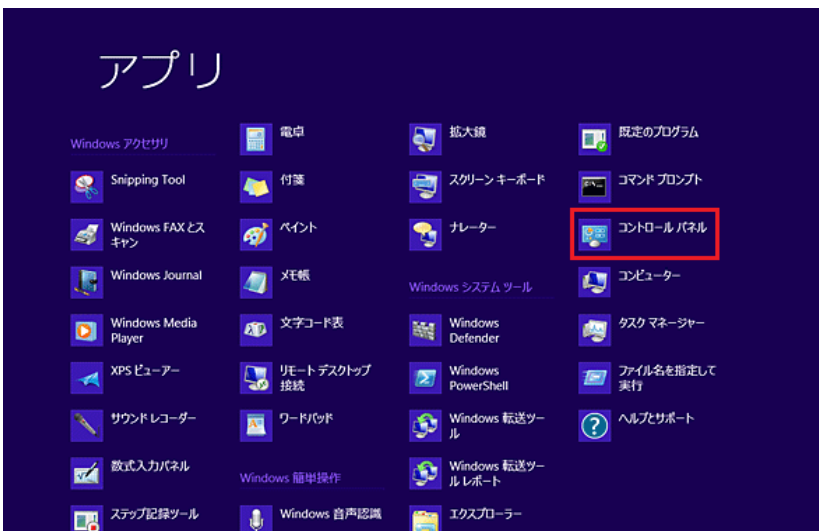 アプリ
Windows アクセサリ
Snipping Tool
Windows FAX とス
キャン
Windows Journal
Windows Media
Player
XPS ビューアー
サウンド レコーダー
数式入力パネル
ステップ記録ツール
電卓
付箋
ペイント
メモ帳
文字コード表
リモート デスクトップ
接続
ワードパッド
Windows 簡単操作
Windows 音声認識
拡大鏡
スクリーン キーボード
ナレーター
Windows システム ツール
Windows
Defender
Windows
PowerShell
Windows 転送ツー
ル
Windows 転送ツー
ル レポート
エクスプローラー
既定のプログラム
コマンド プロンプト
コントロール パネル
コンピューター
タスク マネージャー
ファイル名を指定して
実行
ヘルプとサポート